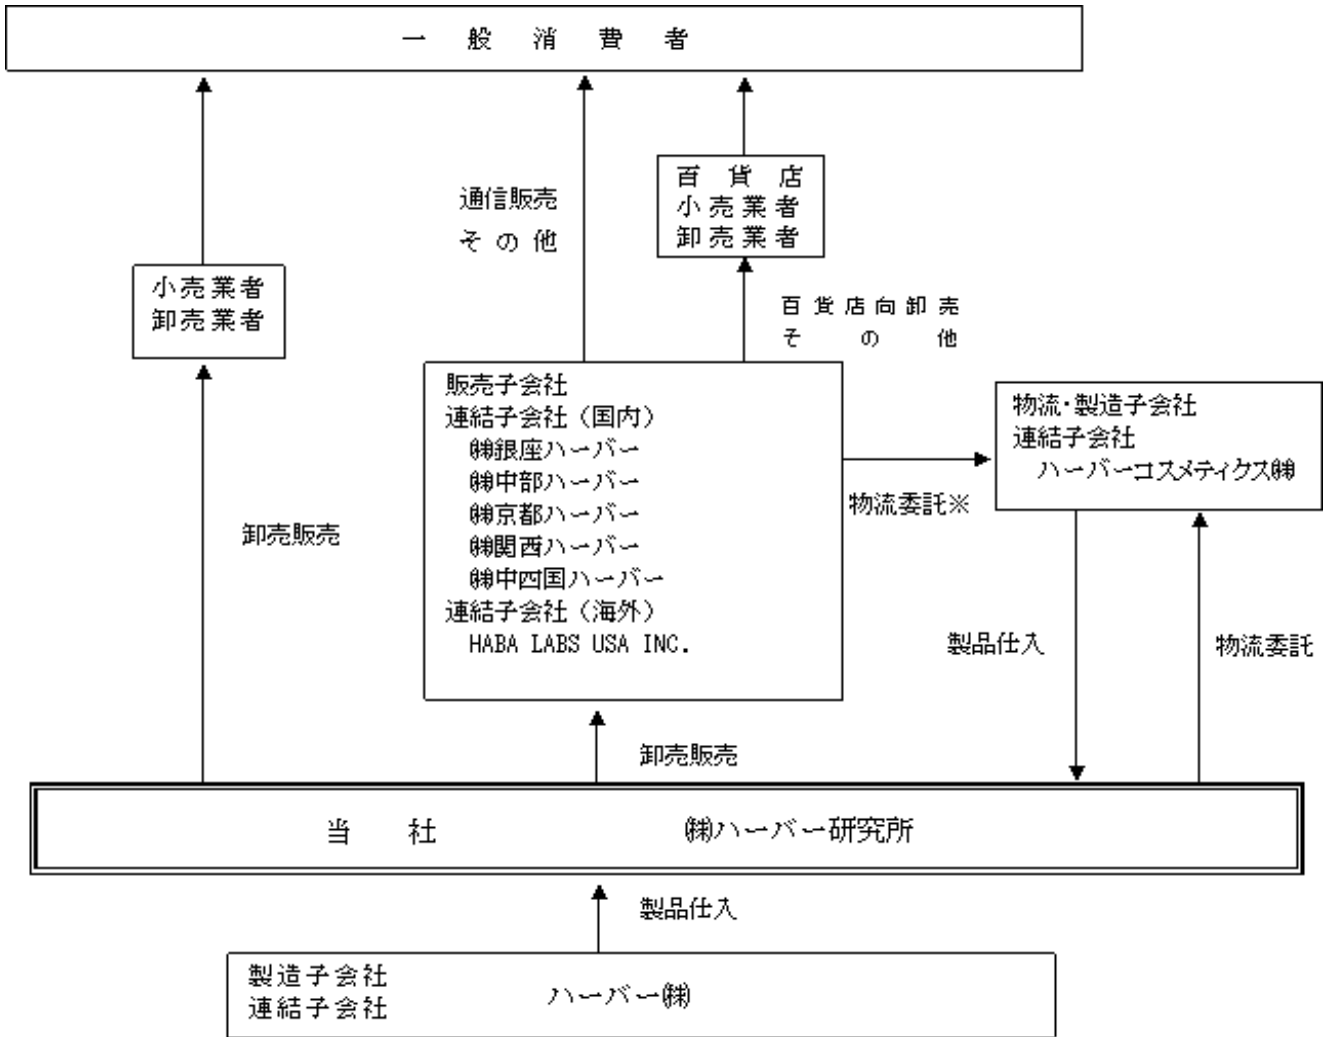 一般消費者
通信販売
その他
百貨店
小売業者
卸売業者
小売業者
卸売業者
百貨店向卸売
その他
販売子会社
連結子会社（国内）
㈱銀座ハーバー
㈱中部ハーバー
㈱京都ハーバー
㈱関西ハーバー
㈱中四国ハーバー
連結子会社（海外）
HABA LABS USA INC.
物流・製造子会社
連結子会社
ハーバーコスメティクス㈱
物流委託※
卸売販売
製品仕入
物流委託
卸売販売
当社 ㈱ハーバー研究所
製品仕入
製造子会社
連結子会社
ハーバー㈱